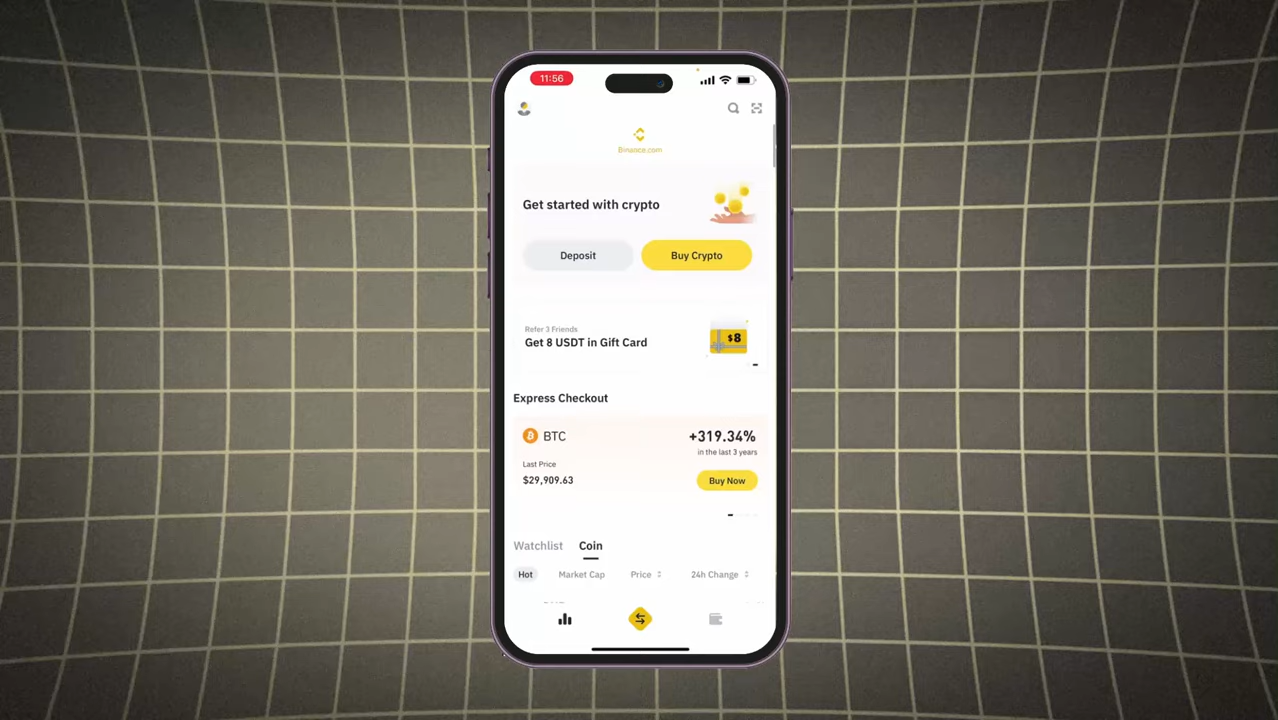 11:56
Binance.com
Get started with crypto
Deposit
Buy Crypto
Refer 3 Friends
Get 8 USDT in Gift Card
$8
Express Checkout
BTC
+319.34%
in the last 3 years
Last Price
$29,909.63
Buy Now
Watchlist
Coin
Hot
Market Cap
Price
24h Change